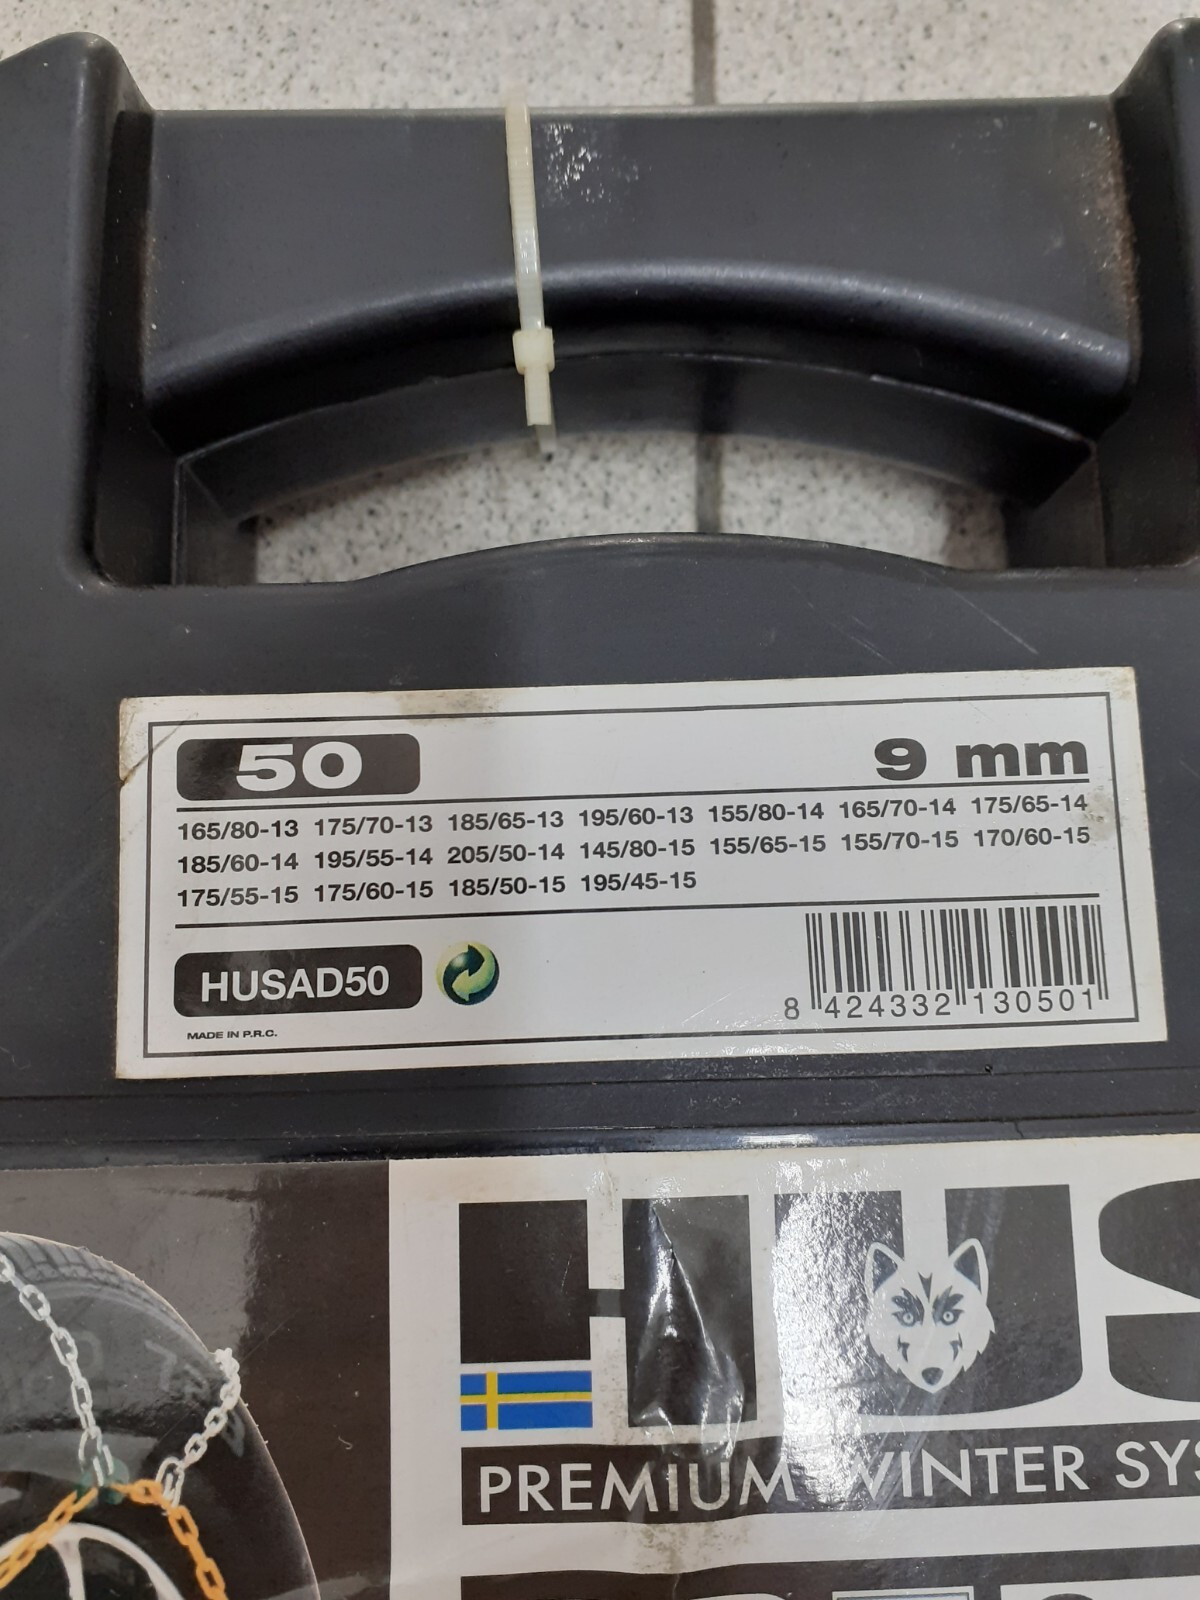 50 9 mm
165/80-13 175/70-13 185/65-13 195/60-13 155/80-14 165/70-14 175/65-14
185/60-14 195/55-14 205/50-14 145/80-15 155/65-15 155/70-15 170/60-15
175/55-15 175/60-15 185/50-15 195/45-15
HUSAD50
8 424332 130501
MADE IN P.R.C.
HUS
PREMIUM WINTER SYS